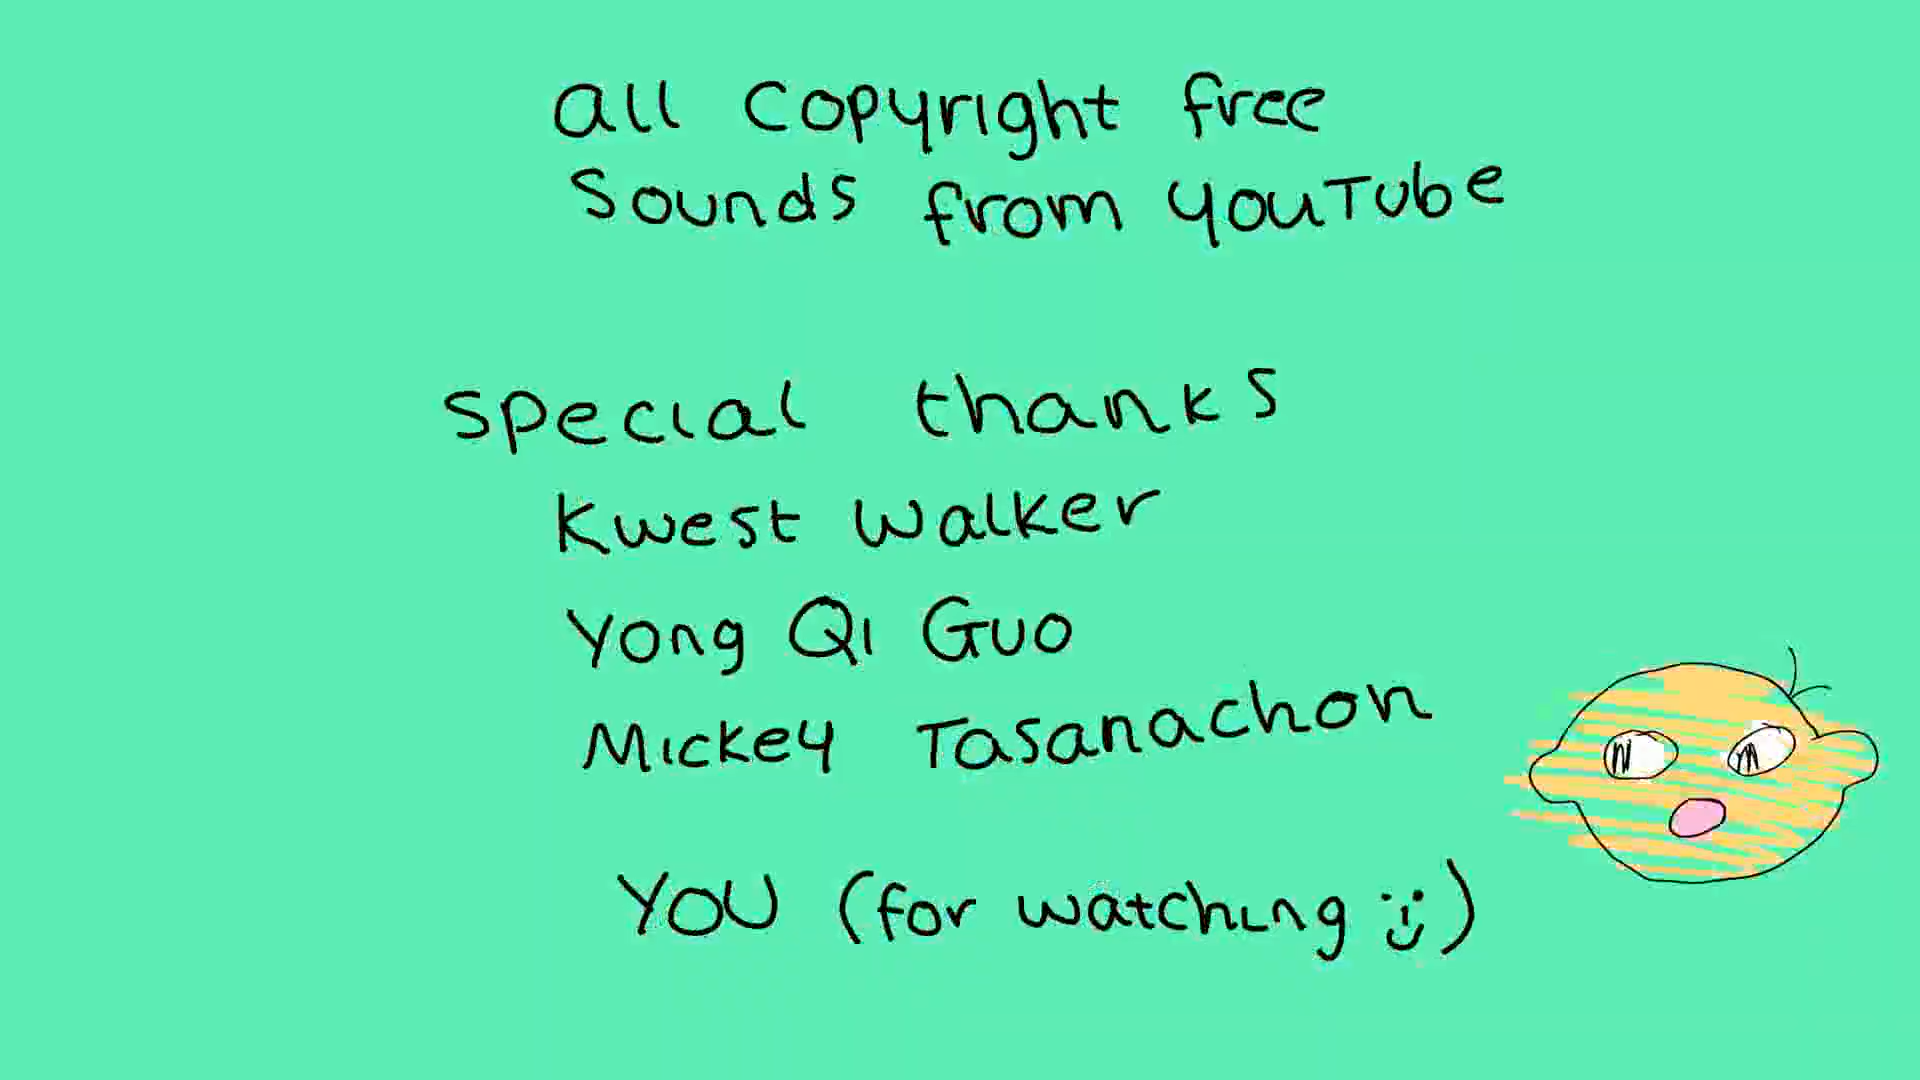 all copyright free
sounds from YouTube
special thanks
Kwest Walker
Yong Qi Guo
Mickey Tasanachon
YOU (for watching :))